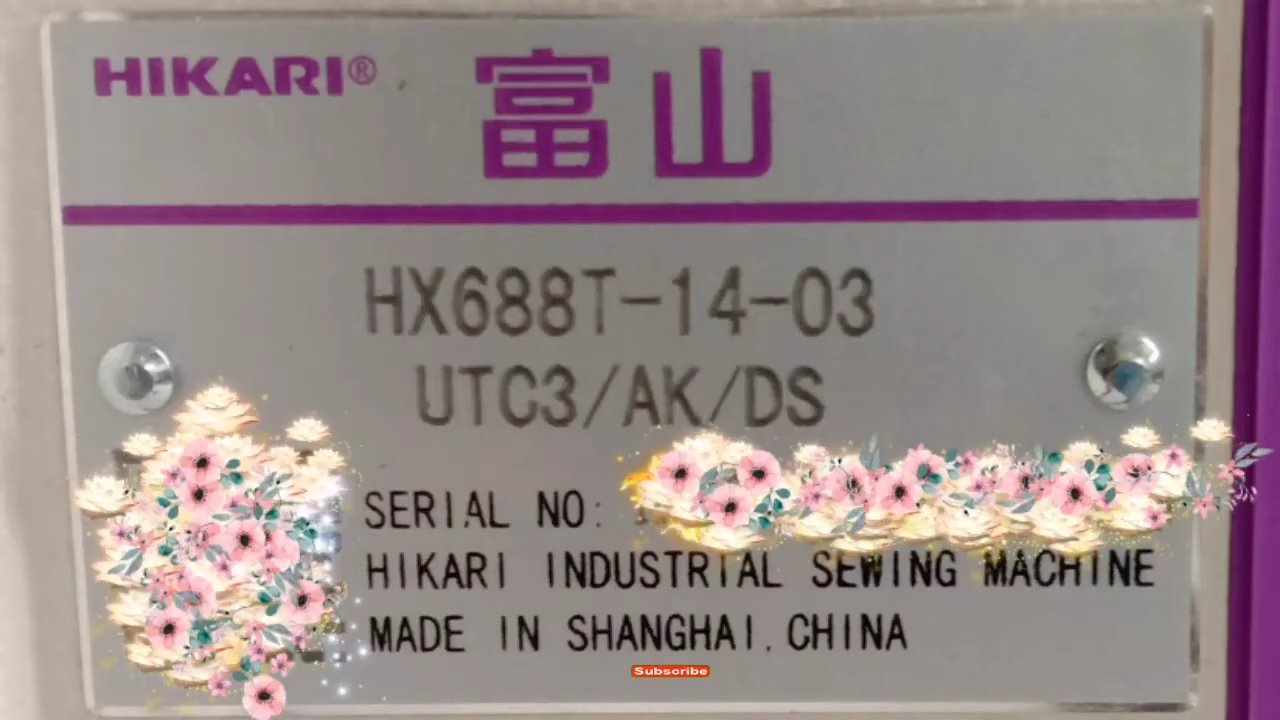 HIKARI® 富山
HX688T-14-03
UTC3/AK/DS
SERIAL NO:
HIKARI INDUSTRIAL SEWING MACHINE
MADE IN SHANGHAI.CHINA
Subscribe